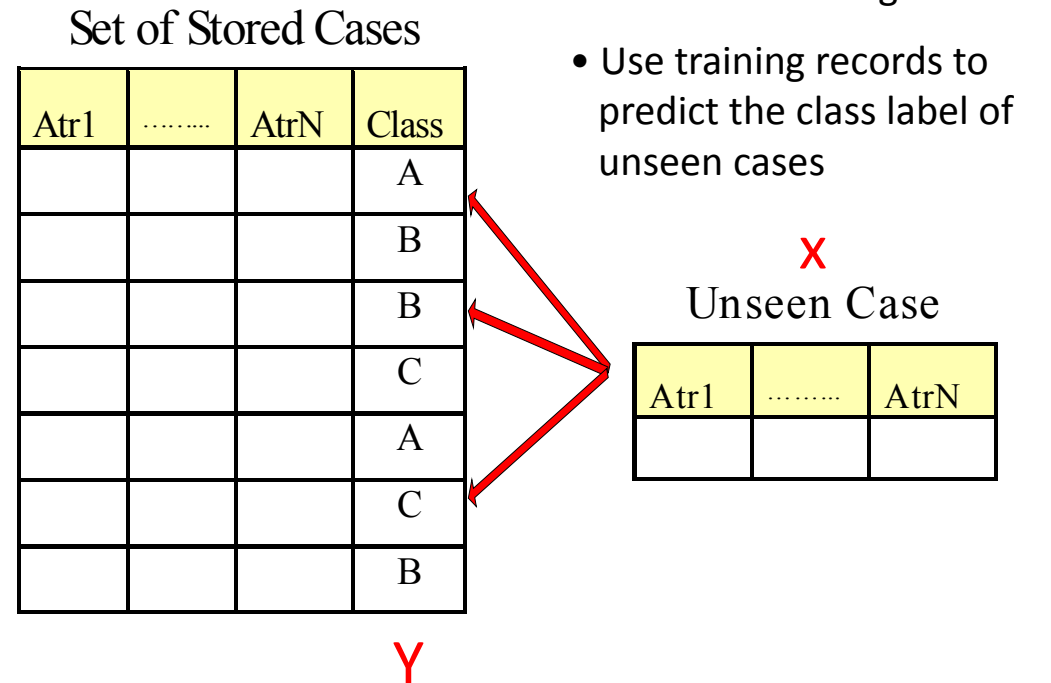 Set of Stored Cases
Atr1 ……... AtrN Class
A
B
B
C
A
C
B
Y
• Use training records to
predict the class label of
unseen cases
X
Unseen Case
Atr1 ……... AtrN